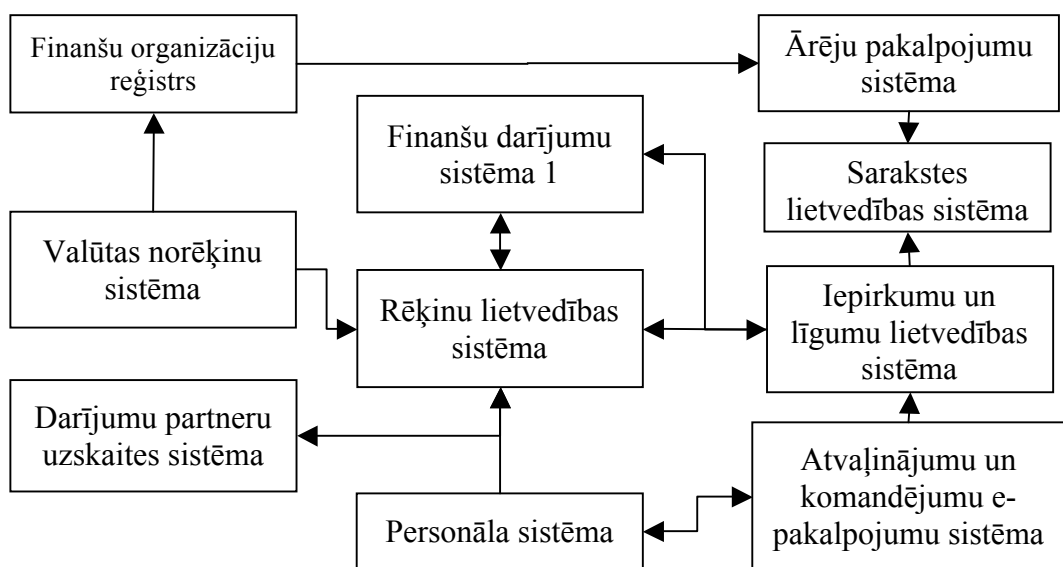 Finanšu organizāciju
reģistrs
Ārēju pakalpojumu
sistēma
Finanšu darījumu
sistēma 1
Sarakstes
lietvedības sistēma
Valūtas norēķinu
sistēma
Rēķinu lietvedības
sistēma
Iepirkumu un
līgumu lietvedības
sistēma
Darījumu partneru
uzskaites sistēma
Personāla sistēma
Atvaļinājumu un
komandējumu e-
pakalpojumu sistēma